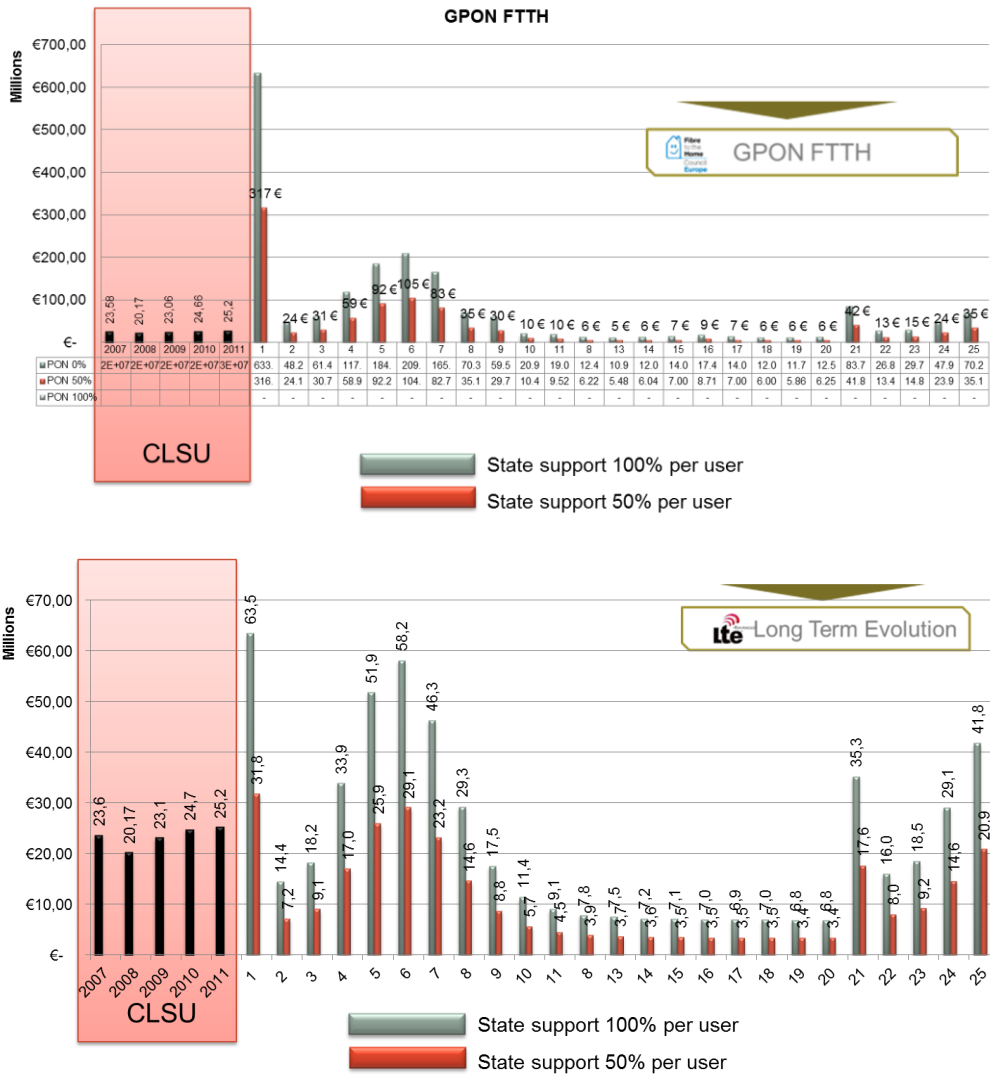 GPON FTTH
Millions
€700,00
€600,00
€500,00
€400,00
€300,00
€200,00
€100,00
€-
Fibre to the Home Council Europe
GPON FTTH
23,58 20,17 23,06 24,66 25,2
317 € 24 € 31 € 59 € 92 € 105 € 83 € 35 € 30 € 10 € 10 € 6 € 5 € 6 € 7 € 9 € 7 € 6 € 6 € 6 € 42 € 13 € 15 € 24 € 35 €
2007 2008 2009 2010 2011 1 2 3 4 5 6 7 8 9 10 11 8 13 14 15 16 17 18 19 20 21 22 23 24 25
PON 0% 2E+07 2E+07 2E+07 2E+07 3E+07 633. 48.2 61.4 117. 184. 209. 165. 70.3 59.5 20.9 19.0 12.4 10.9 12.0 14.0 17.4 14.0 12.0 11.7 12.5 83.7 26.8 29.7 47.9 70.2
PON 50% 316. 24.1 30.7 58.9 92.2 104. 82.7 35.1 29.7 10.4 9.52 6.22 5.48 6.04 7.00 8.71 7.00 6.00 5.86 6.25 41.8 13.4 14.8 23.9 35.1
PON 100% - - - - - - - - - - - - - - - - - - - - - - - - -
CLSU
State support 100% per user
State support 50% per user
Millions
€70,00
€60,00
€50,00
€40,00
€30,00
€20,00
€10,00
€-
Lte Long Term Evolution
23,6 20,17 23,1 24,7 25,2
63,5 14,4 18,2 33,9 51,9 58,2 46,3 29,3 17,5 11,4 9,1 7,8 7,5 7,2 7,1 7,0 6,9 7,0 6,8 6,8 35,3 16,0 18,5 29,1 41,8
31,8 7,2 9,1 17,0 25,9 29,1 23,2 14,6 8,8 5,7 4,5 3,9 3,7 3,6 3,5 3,5 3,5 3,5 3,4 3,4 17,6 8,0 9,2 14,6 20,9
2007 2008 2009 2010 2011 1 2 3 4 5 6 7 8 9 10 11 8 13 14 15 16 17 18 19 20 21 22 23 24 25
CLSU
State support 100% per user
State support 50% per user